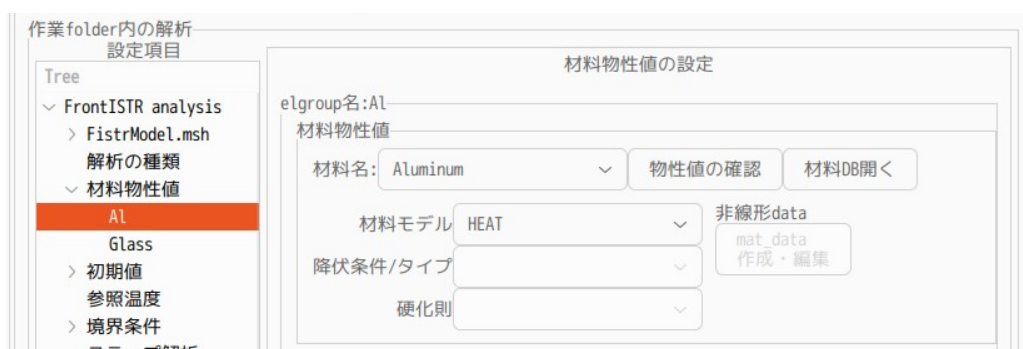 作業folder内の解析
設定項目
Tree
FrontISTR analysis
FistrModel.msh
解析の種類
材料物性値
Al
Glass
初期値
参照温度
境界条件
材料物性値の設定
elgroup名:Al
材料物性値
材料名: Aluminum 物性値の確認 材料DB開く
材料モデル HEAT
非線形data
mat_data
作成・編集
降伏条件/タイプ
硬化則